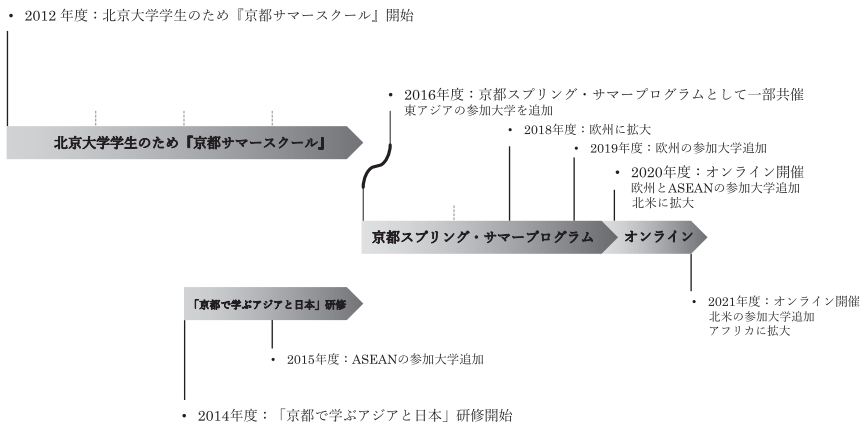 • 2012 年度：北京大学学生のため『京都サマースクール』開始
• 2016年度：京都スプリング・サマープログラムとして一部共催
東アジアの参加大学を追加
• 2018年度：欧州に拡大
北京大学学生のため『京都サマースクール』
• 2019年度：欧州の参加大学追加
• 2020年度：オンライン開催
欧州とASEANの参加大学追加
北米に拡大
京都スプリング・サマープログラム
オンライン
「京都で学ぶアジアと日本」研修
• 2021年度：オンライン開催
北米の参加大学追加
アフリカに拡大
• 2015年度：ASEANの参加大学追加
• 2014年度：「京都で学ぶアジアと日本」研修開始